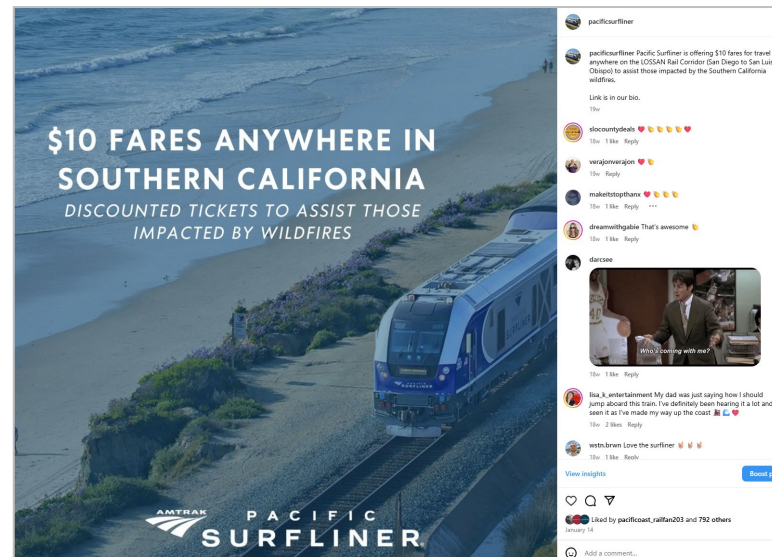 $10 FARES ANYWHERE IN
SOUTHERN CALIFORNIA
DISCOUNTED TICKETS TO ASSIST THOSE
IMPACTED BY WILDFIRES
SURFLINER
AMTRAK
PACIFIC
SURFLINER
pacificsurfliner
pacificsurfliner Pacific Surfliner is offering $10 fares for travel
anywhere on the LOSSAN Rail Corridor (San Diego to San Luis
Obispo) to assist those impacted by the Southern California
wildfires.
Link is in our bio.
19w
slocountydeals
18w 1 like Reply
verajonverajon
19w Reply
makeitstopthanx
18w 1 like Reply ...
dreamwithgabie That's awesome
18w 1 like Reply
darcsee
Who's coming with me?
18w 1 like Reply
lisa_k_entertainment My dad was just saying how I should
jump aboard this train. I've definitely been hearing it a lot and
seen it as I've made my way up the coast
18w 2 likes Reply
wstn.brwn Love the surfliner
18w 1 like Reply
View insights
Boost p
Liked by pacificoast_railfan203 and 792 others
January 14
Add a comment...